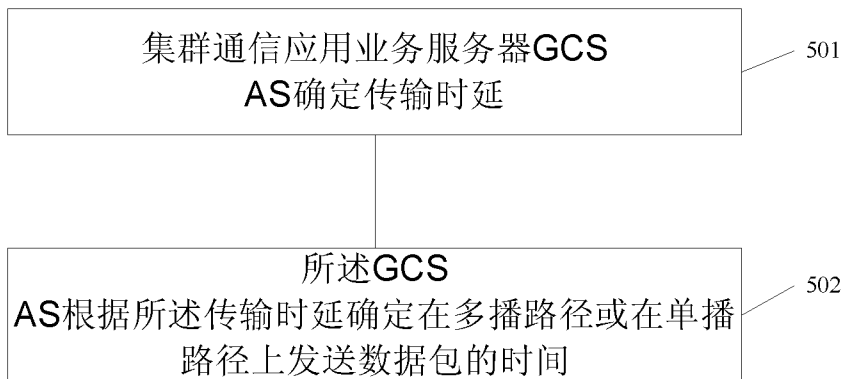 集群通信应用业务服务器GCS
AS确定传输时延
501
所述GCS
AS根据所述传输时延确定在多播路径或在单播
路径上发送数据包的时间
502